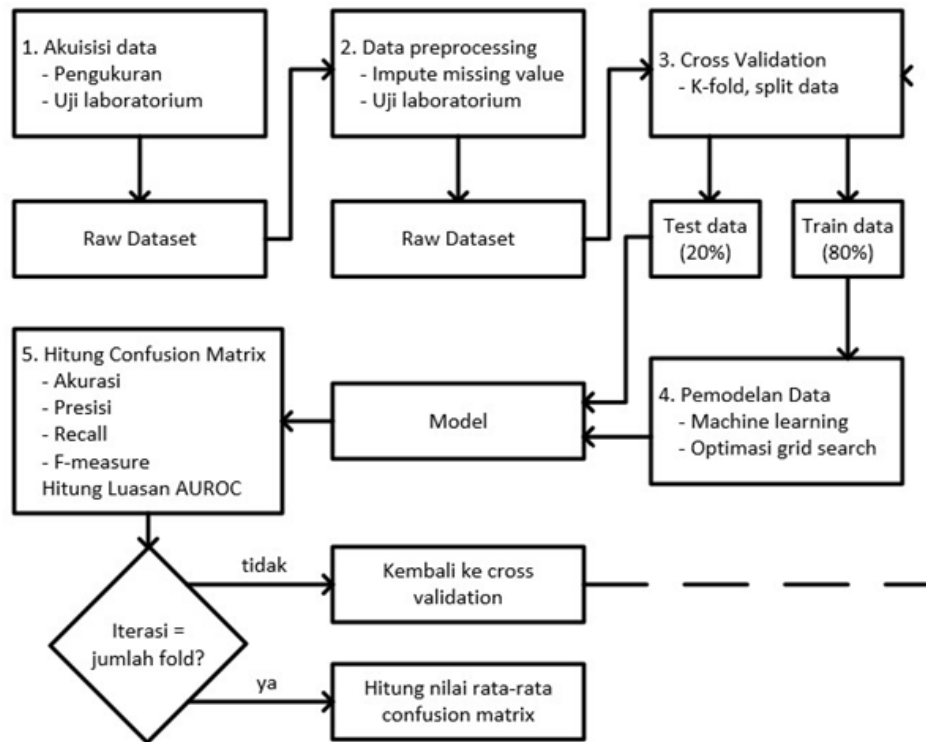 1. Akuisisi data
- Pengukuran
- Uji laboratorium
2. Data preprocessing
- Impute missing value
- Uji laboratorium
3. Cross Validation
- K-fold, split data
Raw Dataset
Raw Dataset
Test data
(20%)
Train data
(80%)
5. Hitung Confusion Matrix
- Akurasi
- Presisi
- Recall
- F-measure
Hitung Luasan AUROC
Model
4. Pemodelan Data
- Machine learning
- Optimasi grid search
tidak
Kembali ke cross
validation
Iterasi =
jumlah fold?
ya
Hitung nilai rata-rata
confusion matrix